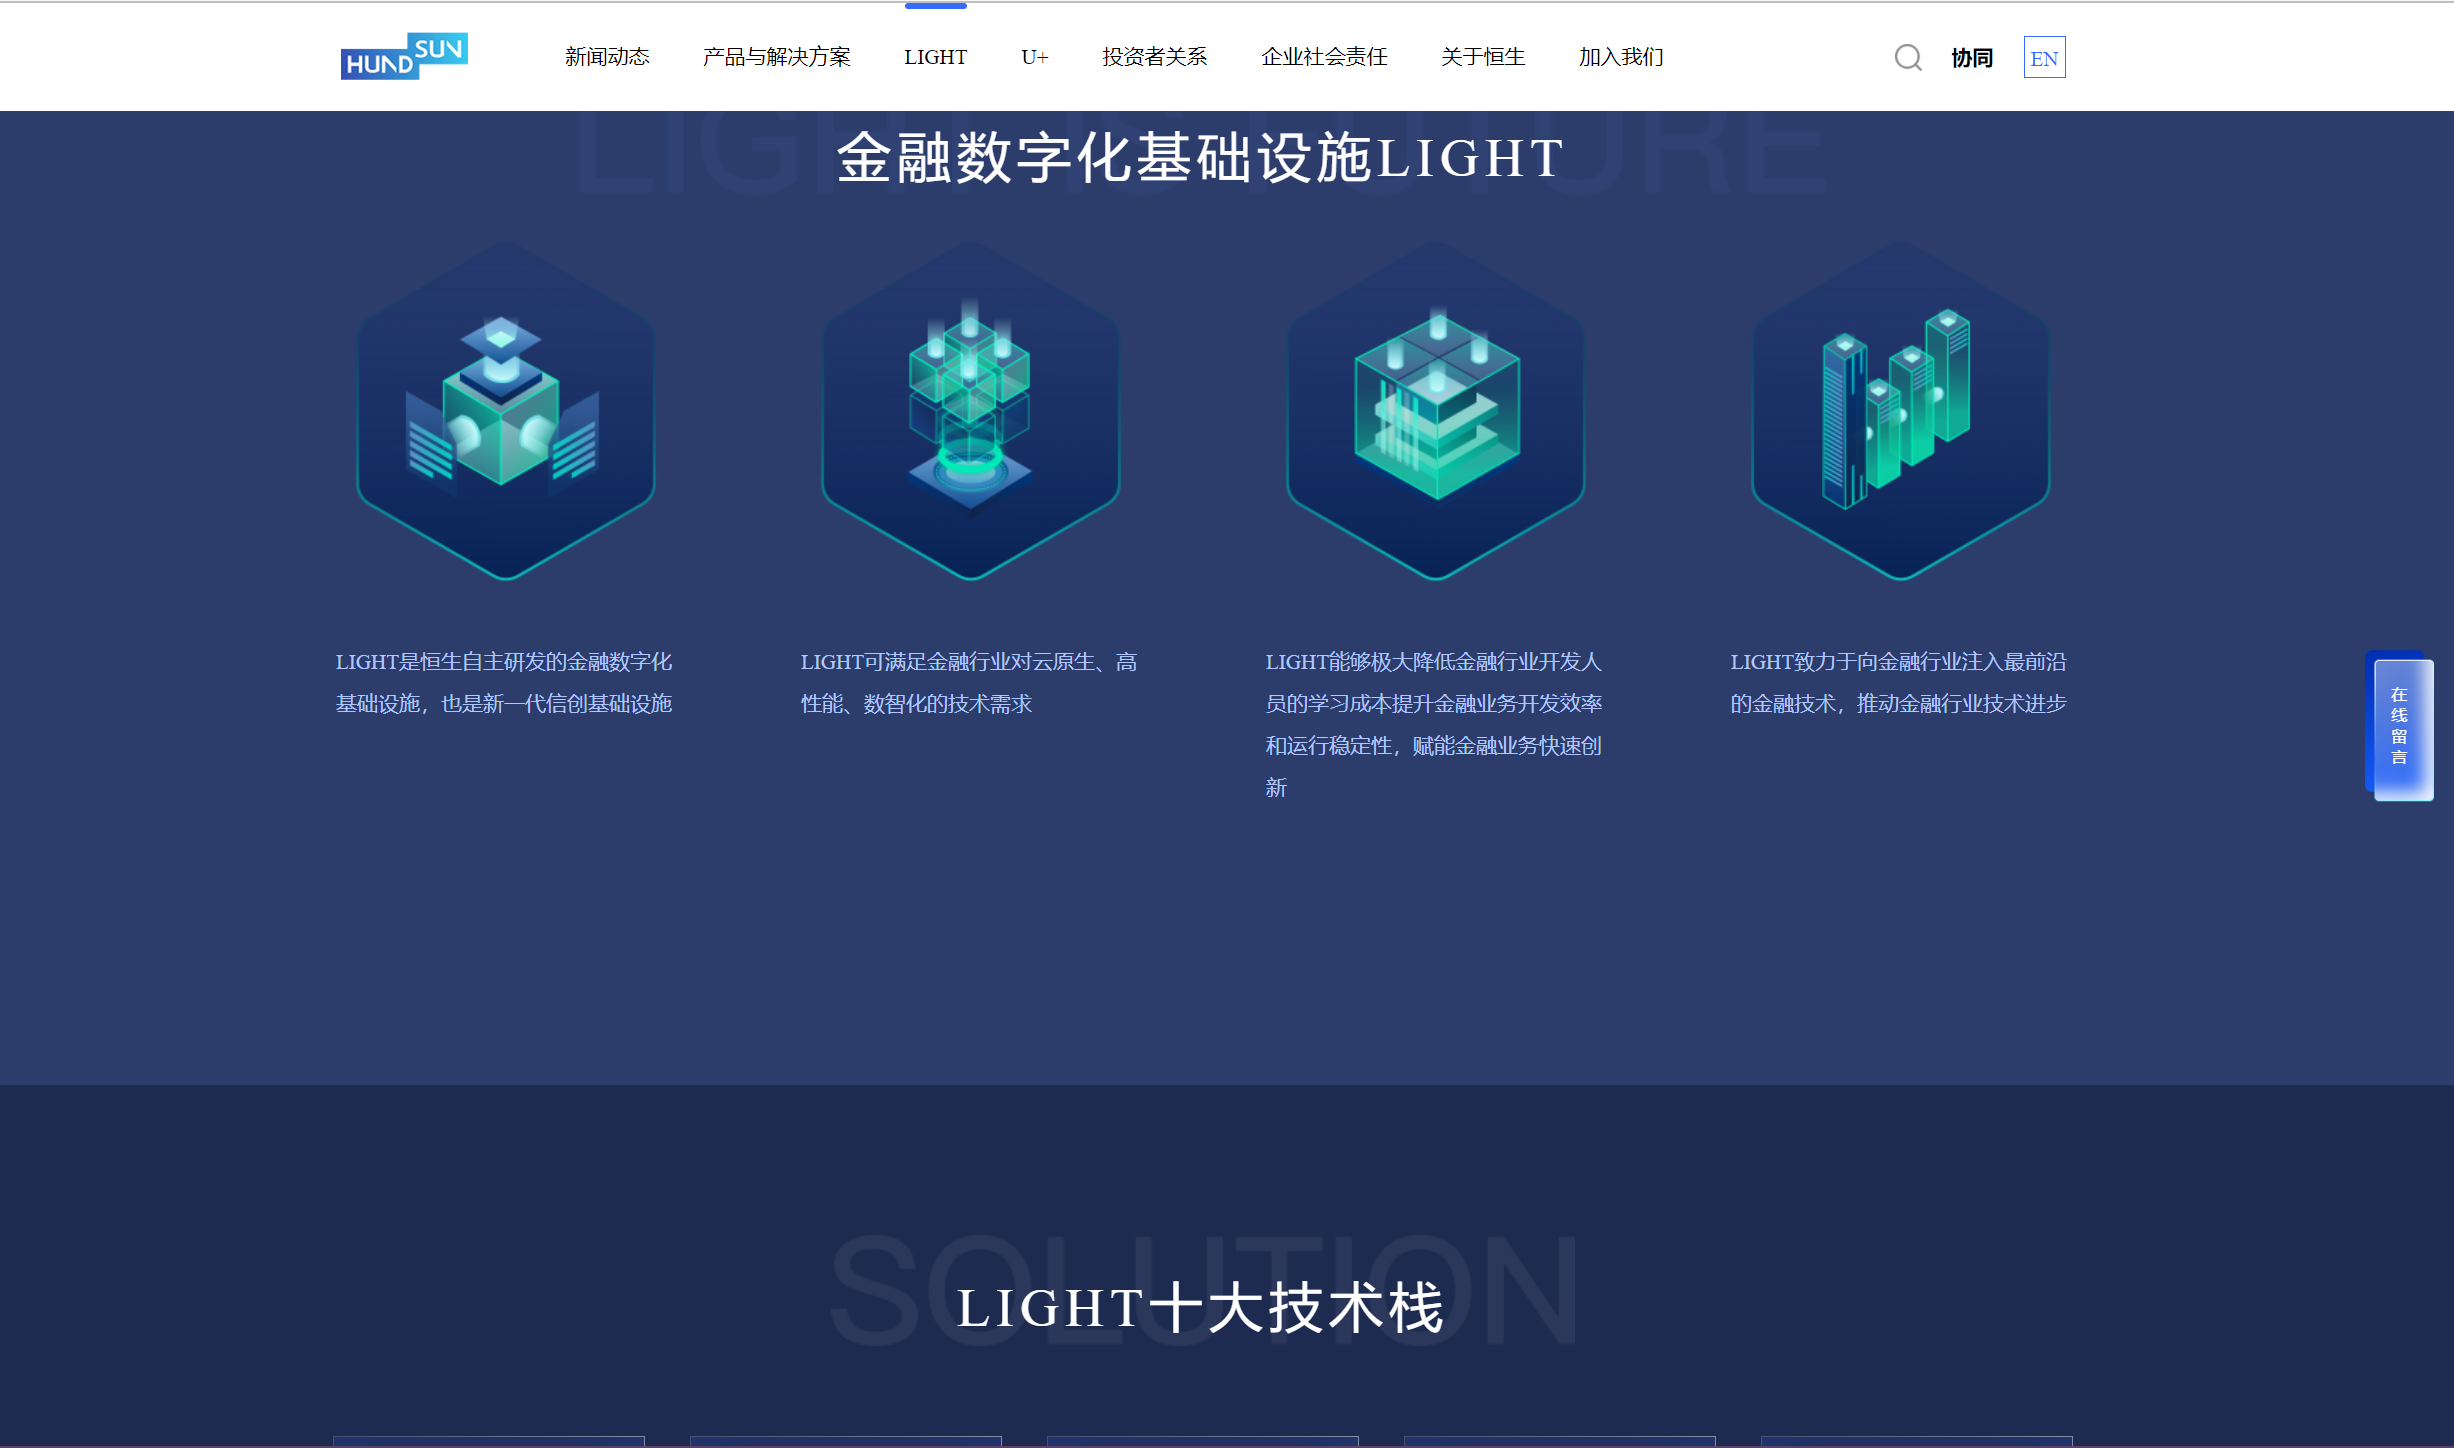 HUNDSUN
新闻动态
产品与解决方案
LIGHT
U+
投资者关系
企业社会责任
关于恒生
加入我们
协同
EN
LIGHT IS FUTURE
金融数字化基础设施LIGHT
LIGHT是恒生自主研发的金融数字化
基础设施，也是新一代信创基础设施
LIGHT可满足金融行业对云原生、高
性能、数智化的技术需求
LIGHT能够极大降低金融行业开发人
员的学习成本提升金融业务开发效率
和运行稳定性，赋能金融业务快速创
新
LIGHT致力于向金融行业注入最前沿
的金融技术，推动金融行业技术进步
在线留言
SOLUTION
LIGHT十大技术栈